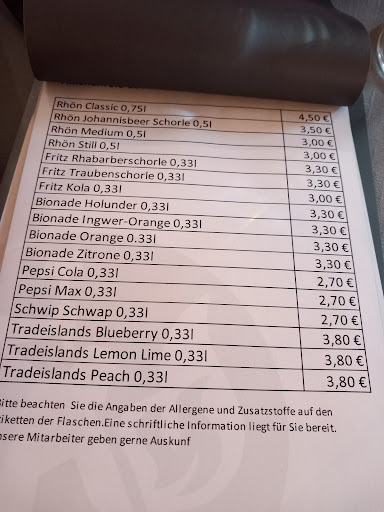 Rhön Classic 0,75l 4,50 €
Rhön Johannisbeer Schorle 0,5l 3,50 €
Rhön Medium 0,5l 3,00 €
Rhön Still 0,5l 3,00 €
Fritz Rhabarberschorle 0,33l 3,30 €
Fritz Traubenschorle 0,33l 3,30 €
Fritz Kola 0,33l 3,00 €
Bionade Holunder 0,33l 3,30 €
Bionade Ingwer-Orange 0,33l 3,30 €
Bionade Orange 0.33l 3,30 €
Bionade Zitrone 0,33l 3,30 €
Pepsi Cola 0,33l 2,70 €
Pepsi Max 0,33l 2,70 €
Schwip Schwap 0,33l 2,70 €
Tradeislands Blueberry 0,33l 3,80 €
Tradeislands Lemon Lime 0,33l 3,80 €
Tradeislands Peach 0,33l 3,80 €
Bitte beachten Sie die Angaben der Allergene und Zusatzstoffe auf den
tiketten der Flaschen.Eine schriftliche Information liegt für Sie bereit.
nsere Mitarbeiter geben gerne Auskunf